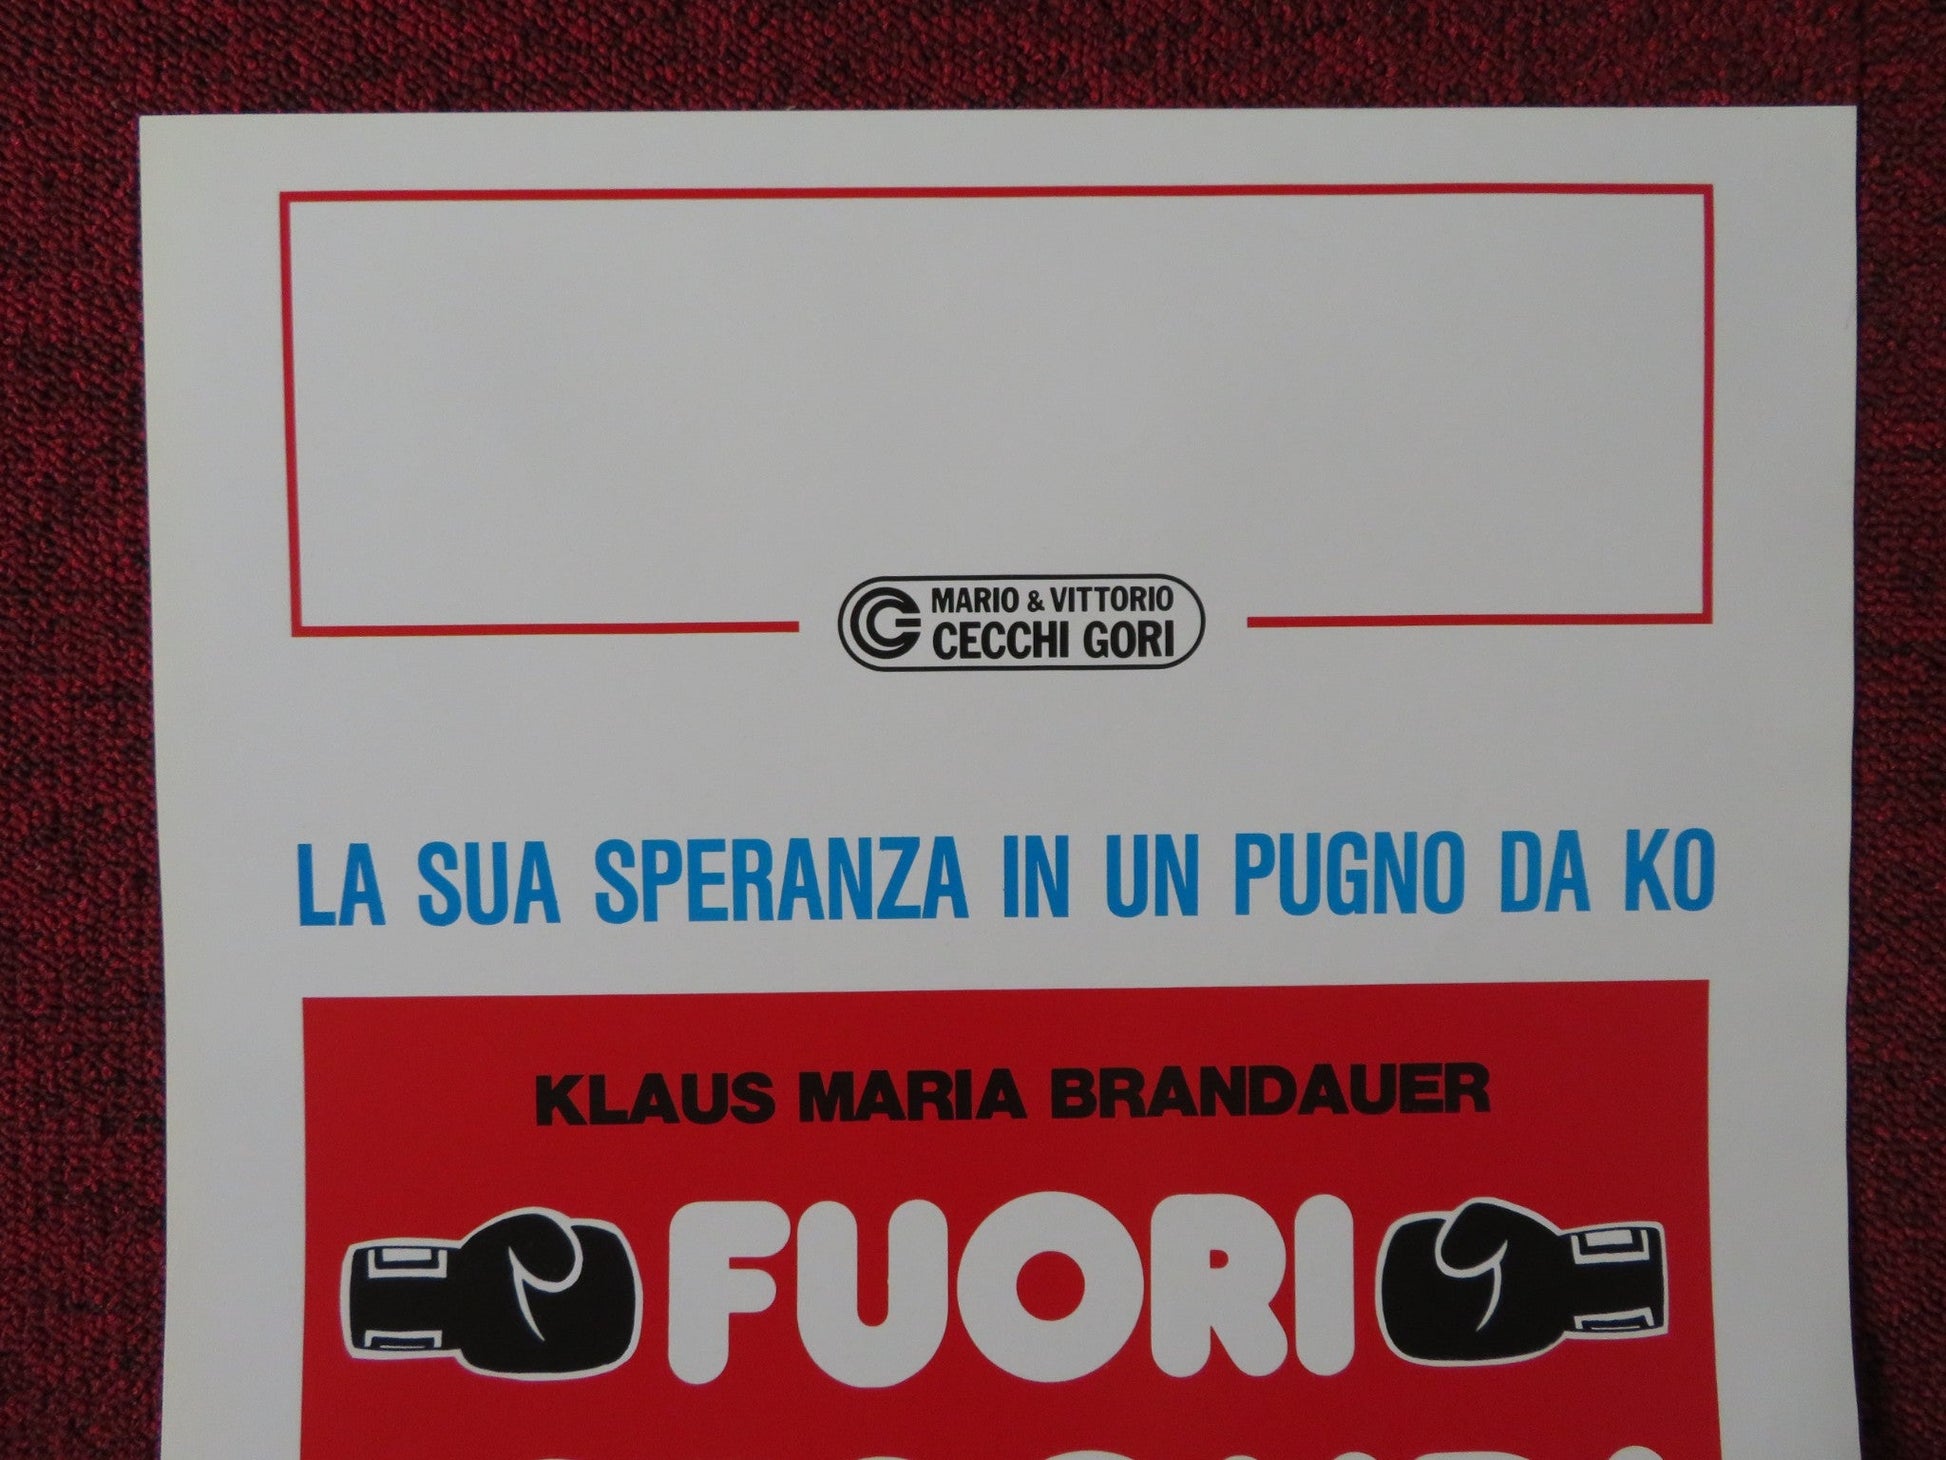 MARIO & VITTORIO
CECCHI GORI
LA SUA SPERANZA IN UN PUGNO DA KO
KLAUS MARIA BRANDAUER
FUORI